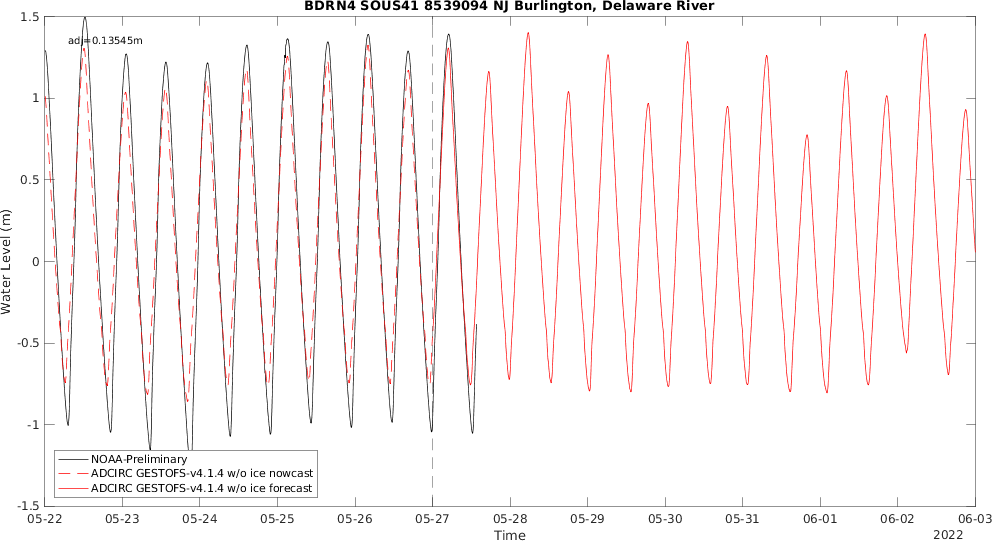 BDRN4 SOUS41 8539094 NJ Burlington, Delaware River
1.5
adj=0.13545m
1
0.5
Water Level (m)
0
-0.5
-1
NOAA-Preliminary
ADCIRC GESTOFS-v4.1.4 w/o ice nowcast
ADCIRC GESTOFS-v4.1.4 w/o ice forecast
-1.5
05-22 05-23 05-24 05-25 05-26 05-27 05-28 05-29 05-30 05-31 06-01 06-02 06-03
Time
2022